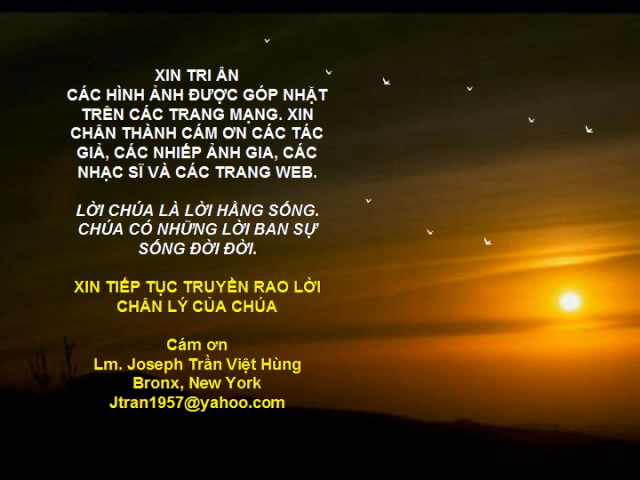 XIN TRI ÂN
CÁC HÌNH ẢNH ĐƯỢC GÓP NHẶT
TRÊN CÁC TRANG MẠNG. XIN
CHÂN THÀNH CÁM ƠN CÁC TÁC
GIẢ, CÁC NHIẾP ẢNH GIA, CÁC
NHẠC SĨ VÀ CÁC TRANG WEB.
LỜI CHÚA LÀ LỜI HẰNG SỐNG.
CHÚA CÓ NHỮNG LỜI BAN SỰ
SỐNG ĐỜI ĐỜI.
XIN TIẾP TỤC TRUYỀN RAO LỜI
CHÂN LÝ CỦA CHÚA
Cám ơn
Lm. Joseph Trần Việt Hùng
Bronx, New York
Jtran1957@yahoo.com